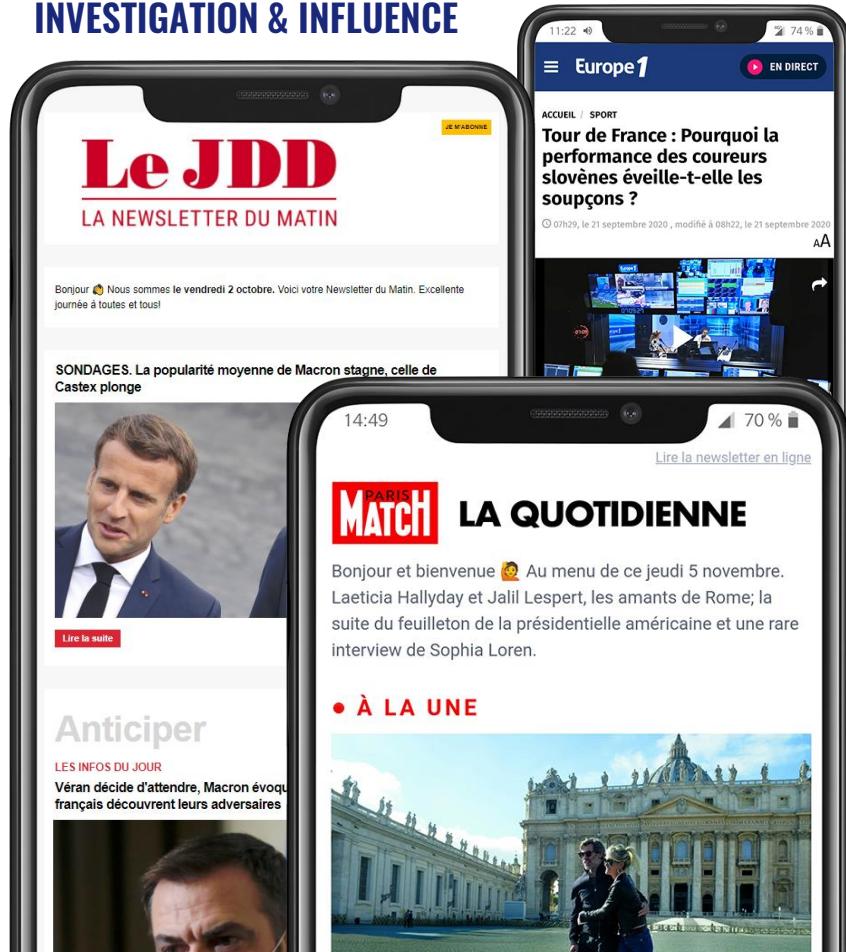 INVESTIGATION & INFLUENCE
Le JDD
LA NEWSLETTER DU MATIN
JE M'ABONNE
Bonjour 🙋 Nous sommes le vendredi 2 octobre. Voici votre Newsletter du Matin. Excellente
journée à toutes et tous!
SONDAGES. La popularité moyenne de Macron stagne, celle de
Castex plonge
Lire la suite
Anticiper
LES INFOS DU JOUR
Véran décide d'attendre, Macron évoqu
français découvrent leurs adversaires
11:22
74 %
Europe 1
EN DIRECT
ACCUEIL / SPORT
Tour de France : Pourquoi la
performance des coureurs
slovènes éveille-t-elle les
soupçons ?
07h29, le 21 septembre 2020 , modifié à 08h22, le 21 septembre 2020
AA
Europe 1
14:49
70 %
Lire la newsletter en ligne
PARIS
MATCH
LA QUOTIDIENNE
Bonjour et bienvenue 🙋 Au menu de ce jeudi 5 novembre.
Laeticia Hallyday et Jalil Lespert, les amants de Rome; la
suite du feuilleton de la présidentielle américaine et une rare
interview de Sophia Loren.
• À LA UNE